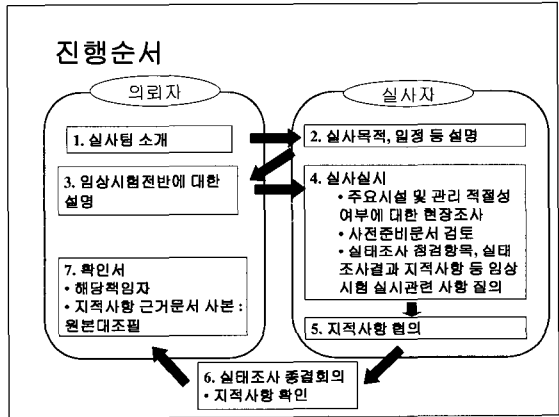 진행순서
의뢰자
실사자
1. 실사팀 소개
2. 실사목적, 일정 등 설명
3. 임상시험전반에 대한
설명
4. 실사실시
• 주요시설 및 관리 적절성
여부에 대한 현장조사
• 사전준비문서 검토
• 실태조사 점검항목, 실태
조사결과 지적사항 등 임상
시험 실시관련 사항 질의
5. 지적사항 협의
6. 실태조사 종결회의
• 지적사항 확인
7. 확인서
• 해당책임자
• 지적사항 근거문서 사본 :
원본대조필